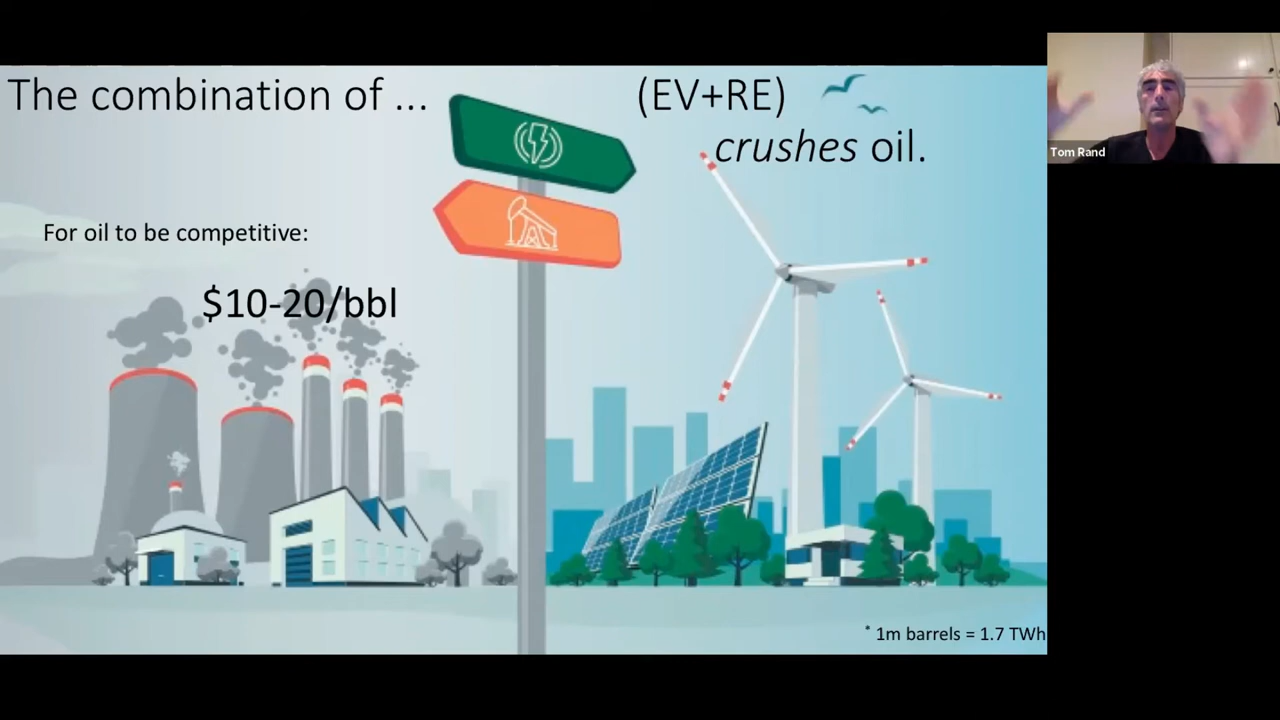 The combination of ...
(EV+RE)
crushes oil.
For oil to be competitive:
$10-20/bbl
* 1m barrels = 1.7 TWh
Tom Rand